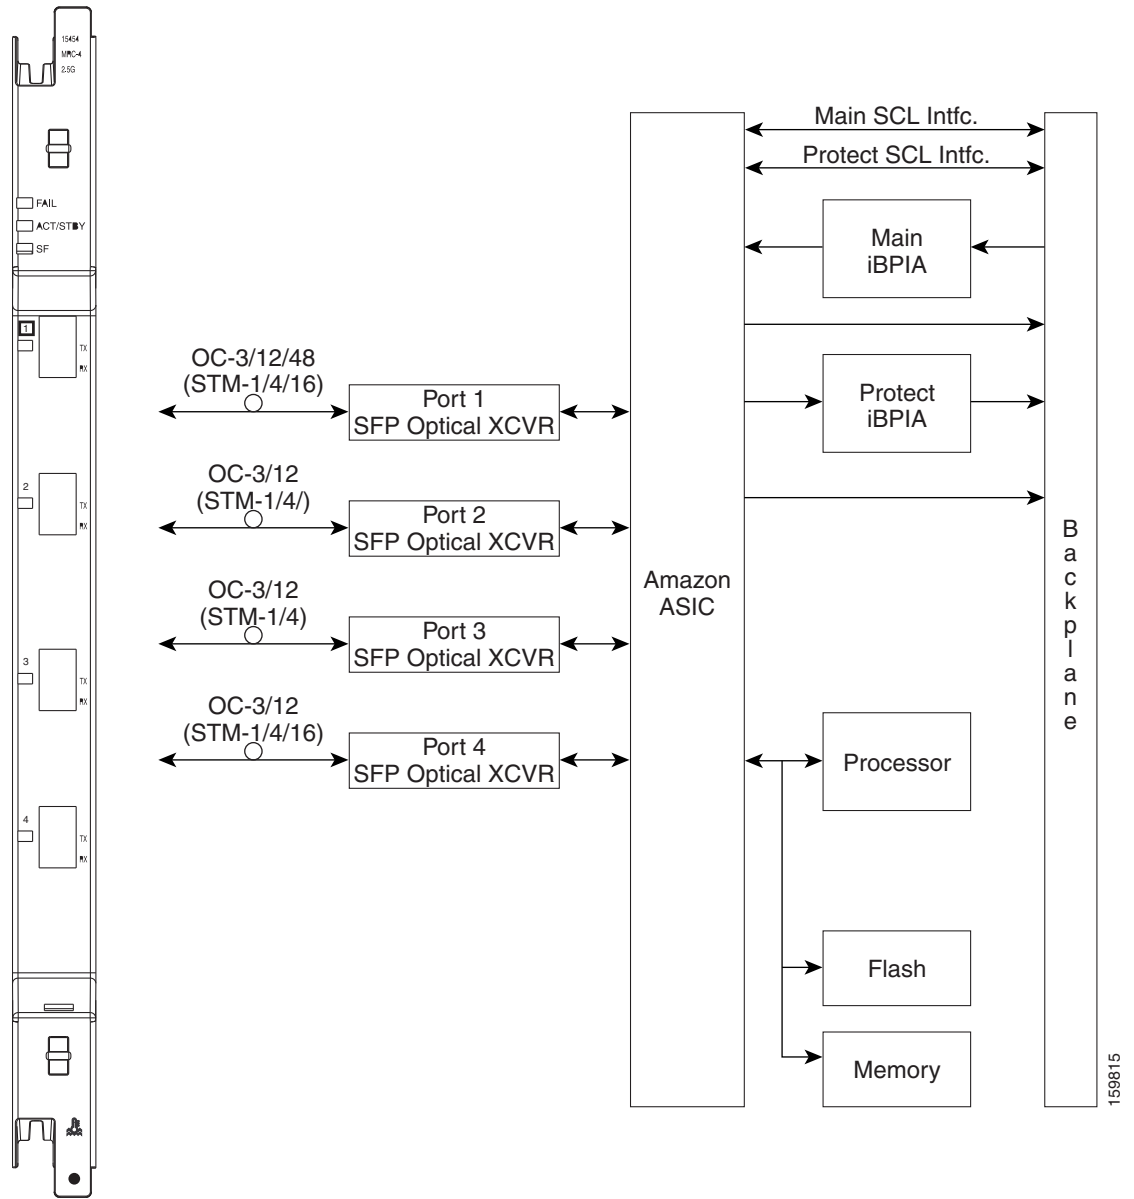 15454
MRC-4
2.5G
FAIL
ACT/STBY
SF
1
TX
RX
2
TX
RX
3
TX
RX
4
TX
RX
OC-3/12/48
(STM-1/4/16)
Port 1
SFP Optical XCVR
OC-3/12
(STM-1/4/)
Port 2
SFP Optical XCVR
OC-3/12
(STM-1/4)
Port 3
SFP Optical XCVR
OC-3/12
(STM-1/4/16)
Port 4
SFP Optical XCVR
Amazon
ASIC
Main SCL Intfc.
Protect SCL Intfc.
Main
iBPIA
Protect
iBPIA
Processor
Flash
Memory
Backplane
159815